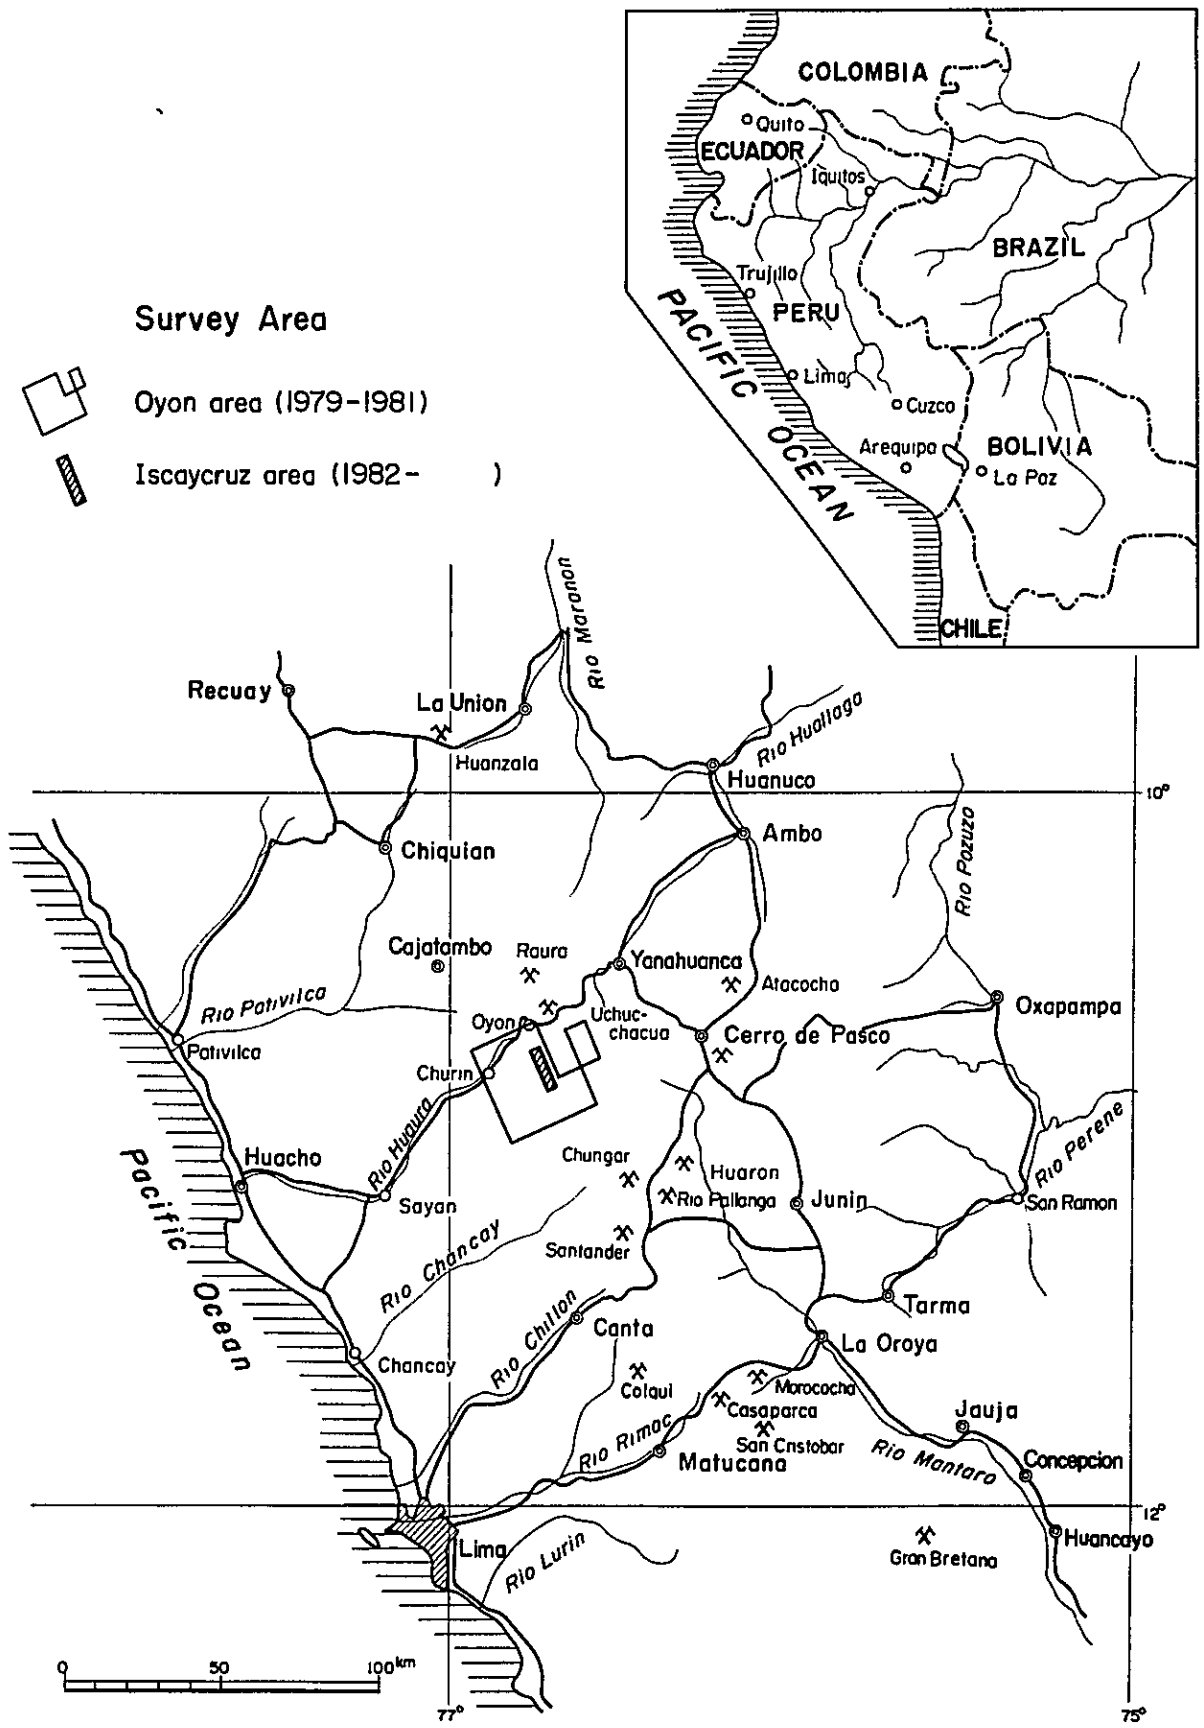 COLOMBIA
Quito
ECUADOR
Iquitos
BRAZIL
Trujillo
PERU
PACIFIC OCEAN
Lima
Cuzco
Arequipa
BOLIVIA
La Paz
CHILE
Survey Area
Oyon area (1979-1981)
Iscaycruz area (1982-      )
Rio Maranon
Recuay
La Union
Huanzala
Rio Huallaga
Huanuco
10°
Ambo
Chiquian
Rio Pozuzo
Cajatambo
Raura
Yanahuanca
Atacocha
Rio Pativilca
Oyon
Uchuc-
chacua
Oxapampa
Cerro de Pasco
Pativilca
Churin
Rio Huaura
Rio Perene
Huacho
Chungar
Huaron
Rio Pallanga
Junin
San Ramon
Sayan
Pacific Ocean
Rio Chancay
Santander
Rio Chillon
Canta
Tarma
La Oroya
Chancay
Colqui
Morococha
Casaparca
San Cristobar
Jauja
Rio Rimac
Matucana
Rio Mantaro
Concepcion
12°
Lima
Rio Lurin
Gran Bretana
Huancayo
0 50 100km
77° 75°